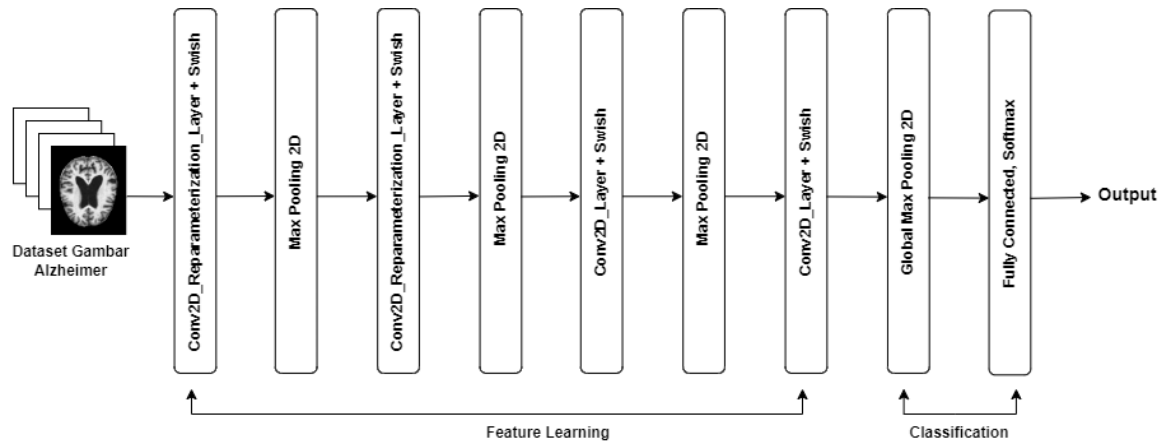 Dataset Gambar
Alzheimer
Conv2D_Reparameterization_Layer + Swish
Max Pooling 2D
Conv2D_Reparameterization_Layer + Swish
Max Pooling 2D
Conv2D_Layer + Swish
Max Pooling 2D
Conv2D_Layer + Swish
Global Max Pooling 2D
Fully Connected, Softmax
Output
Feature Learning
Classification